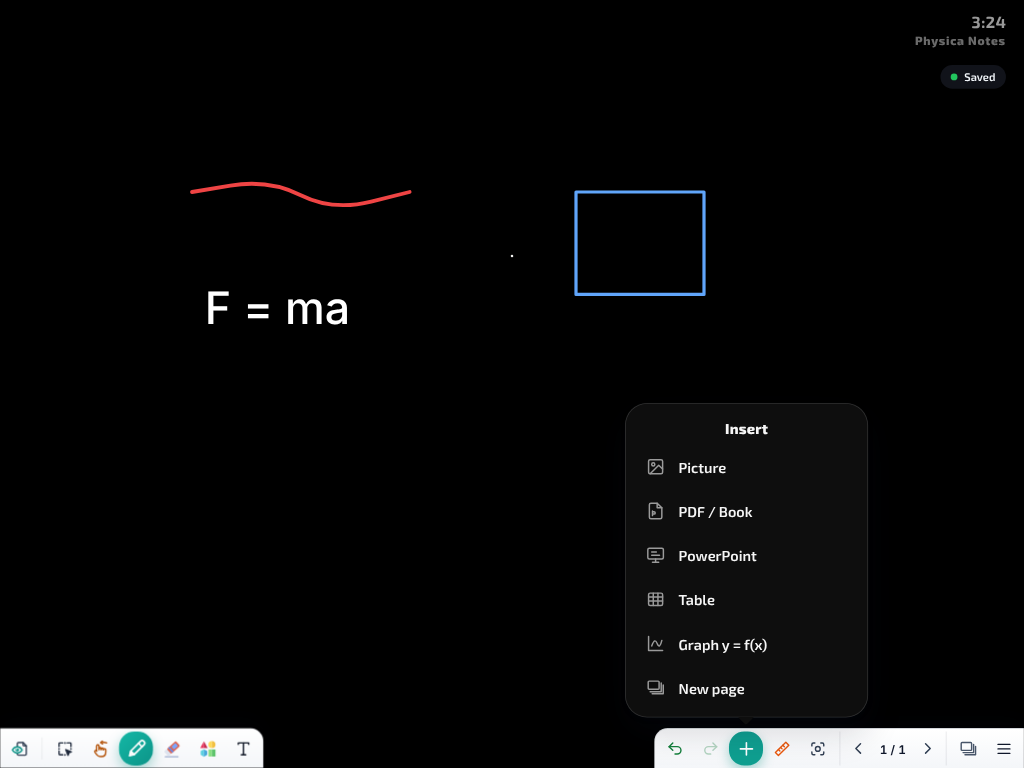 3:24
Physica Notes
Saved
F = ma
Insert
Picture
PDF / Book
PowerPoint
Table
Graph y = f(x)
New page
T
1 / 1